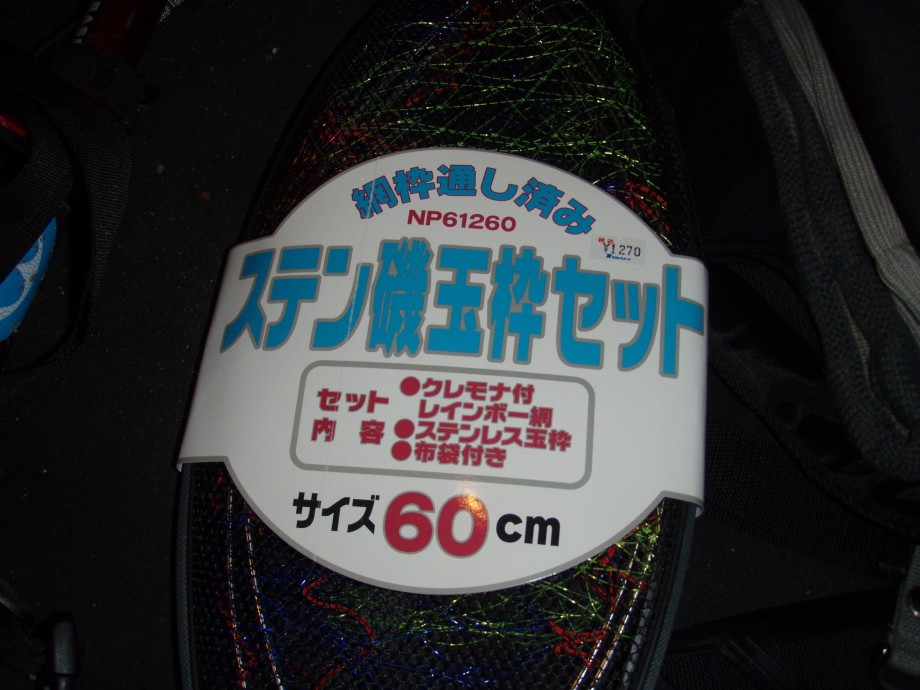 網枠通し済み
NP61260
税込
¥1270
ステン磯玉枠セット
セット内容
●クレモナ付
レインボー網
●ステンレス玉枠
●布袋付き
サイズ60cm